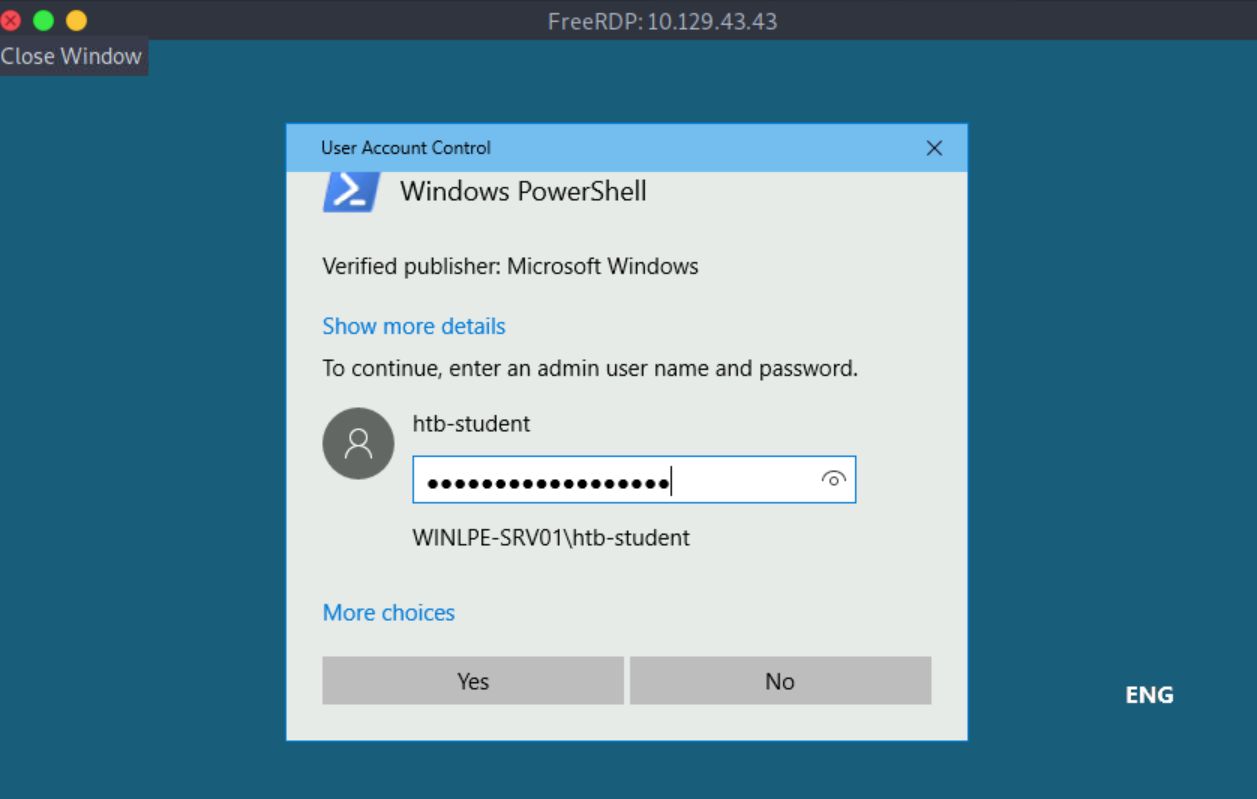 FreeRDP: 10.129.43.43
Close Window
User Account Control
Windows PowerShell
Verified publisher: Microsoft Windows
Show more details
To continue, enter an admin user name and password.
htb-student
••••••••••••••••••
WINLPE-SRV01\htb-student
More choices
Yes No
ENG